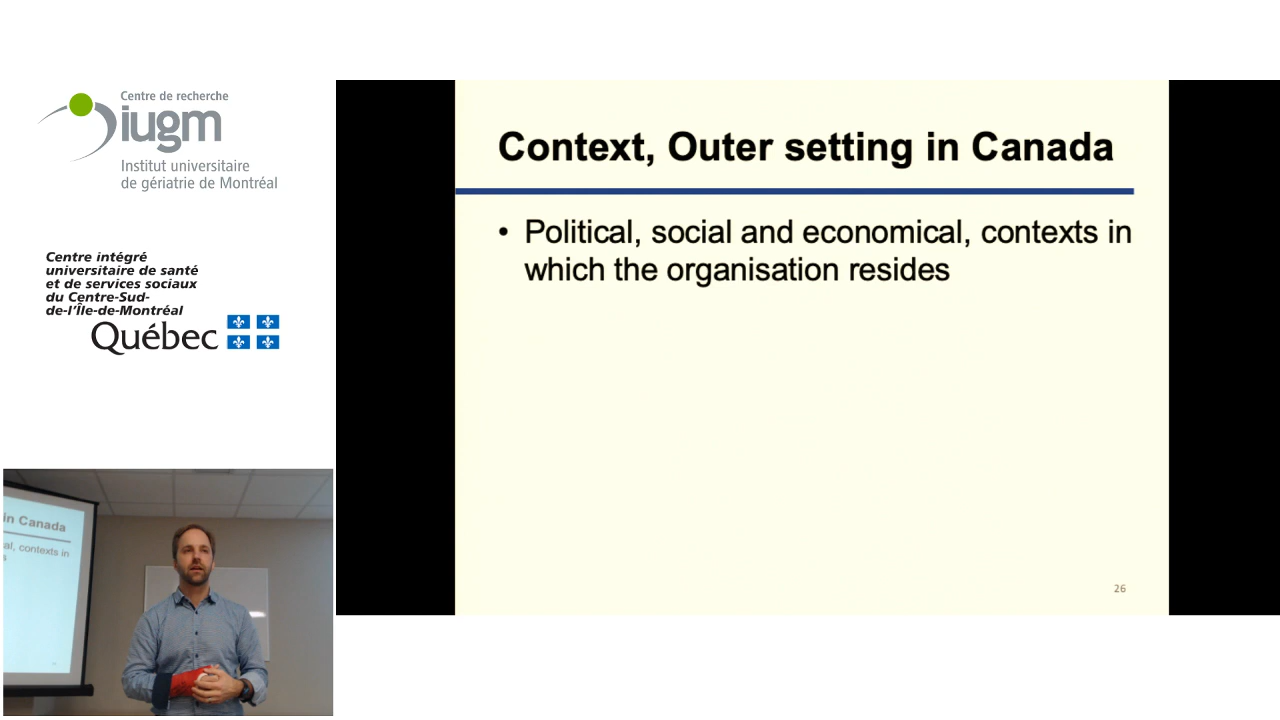 Centre de recherche
iugm
Institut universitaire
de gériatrie de Montréal
Centre intégré
universitaire de santé
et de services sociaux
du Centre-Sud-
de-l'Île-de-Montréal
Québec
Context, Outer setting in Canada
• Political, social and economical, contexts in
which the organisation resides
26
in Canada
al, contexts in
s